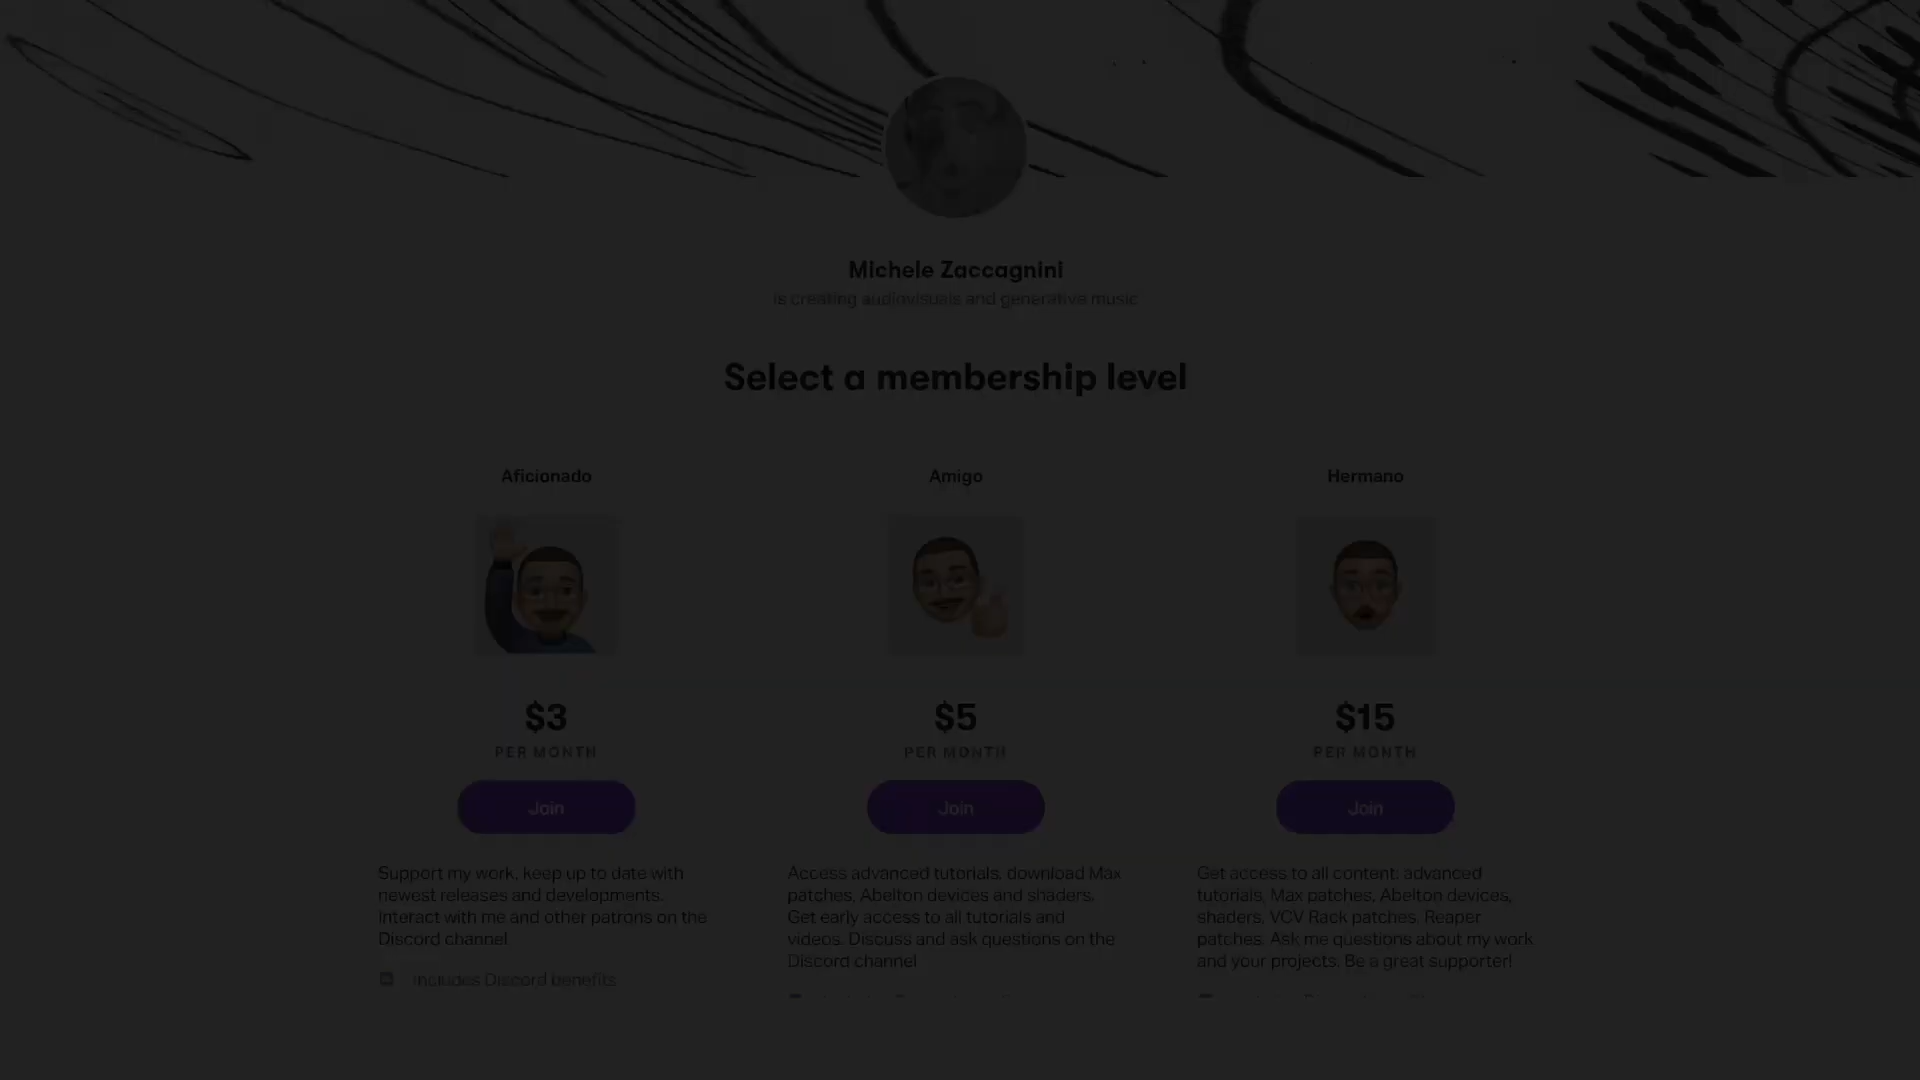 Michele Zaccagnini
is creating audiovisuals and generative music
Select a membership level
Aficionado
$3
PER MONTH
Join
Support my work, keep up to date with
newest releases and developments.
Interact with me and other patrons on the
Discord channel
Includes Discord benefits
Amigo
$5
PER MONTH
Join
Access advanced tutorials, download Max
patches, Abelton devices and shaders.
Get early access to all tutorials and
videos. Discuss and ask questions on the
Discord channel
Hermano
$15
PER MONTH
Join
Get access to all content: advanced
tutorials, Max patches, Abelton devices,
shaders, VCV Rack patches, Reaper
patches. Ask me questions about my work
and your projects. Be a great supporter!